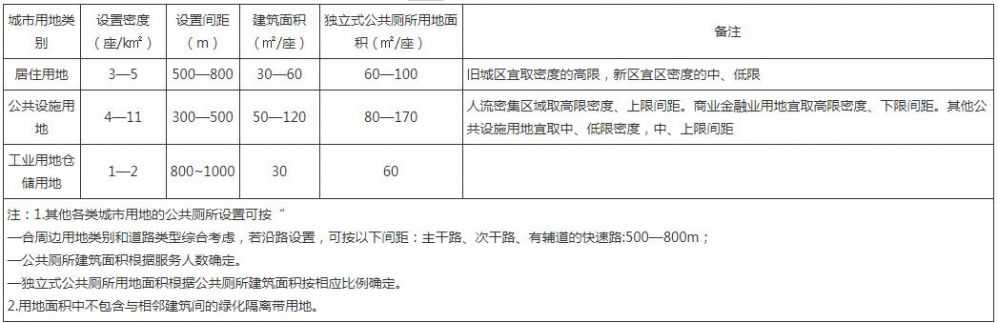 城市用地类别 设置密度（座/k㎡） 设置间距（m） 建筑面积（㎡/座） 独立式公共厕所用地面积（㎡/座） 备注
居住用地 3—5 500—800 30—60 60—100 旧城区宜取密度的高限，新区宜区密度的中、低限
公共设施用地 4—11 300—500 50—120 80—170 人流密集区域取高限密度、上限间距。商业金融业用地宜取高限密度、下限间距。其他公共设施用地宜取中、低限密度，中、上限间距
工业用地仓储用地 1—2 800~1000 30 60
注：1.其他各类城市用地的公共厕所设置可按“
—合周边用地类别和道路类型综合考虑，若沿路设置，可按以下间距：主干路、次干路、有辅道的快速路:500—800m；
—公共厕所建筑面积根据服务人数确定。
—独立式公共厕所用地面积根据公共厕所建筑面积按相应比例确定。
2.用地面积中不包含与相邻建筑间的绿化隔离带用地。